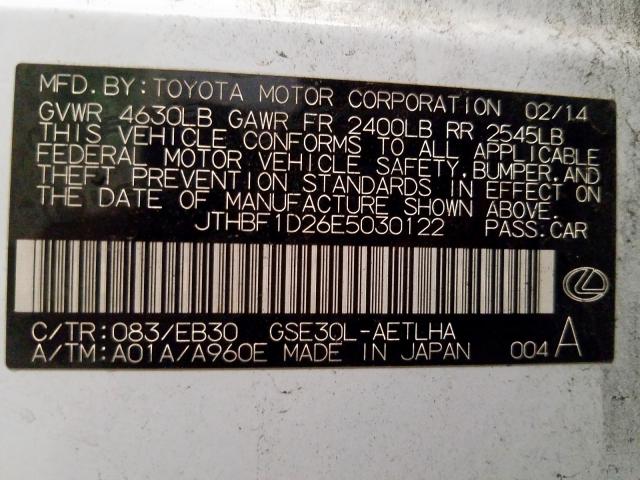 MFD. BY: TOYOTA MOTOR CORPORATION 02/14
GVWR 4630LB GAWR FR 2400LB RR 2545LB
THIS VEHICLE CONFORMS TO ALL APPLICABLE
FEDERAL MOTOR VEHICLE SAFETY, BUMPER, AND
THEFT PREVENTION STANDARDS IN EFFECT ON
THE DATE OF MANUFACTURE SHOWN ABOVE.
JTHBF1D26E5030122 PASS.CAR
C/TR: 083/EB30 GSE30L-AETLHA
A/TM: A01A/A960E MADE IN JAPAN 004 A